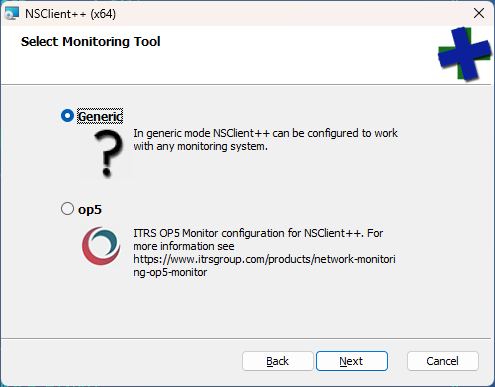 NSClient++ (x64)
Select Monitoring Tool
Generic
In generic mode NSClient++ can be configured to work
with any monitoring system.
op5
ITRS OP5 Monitor configuration for NSClient++. For
more information see
https://www.itrsgroup.com/products/network-monitori
ng-op5-monitor
Back
Next
Cancel